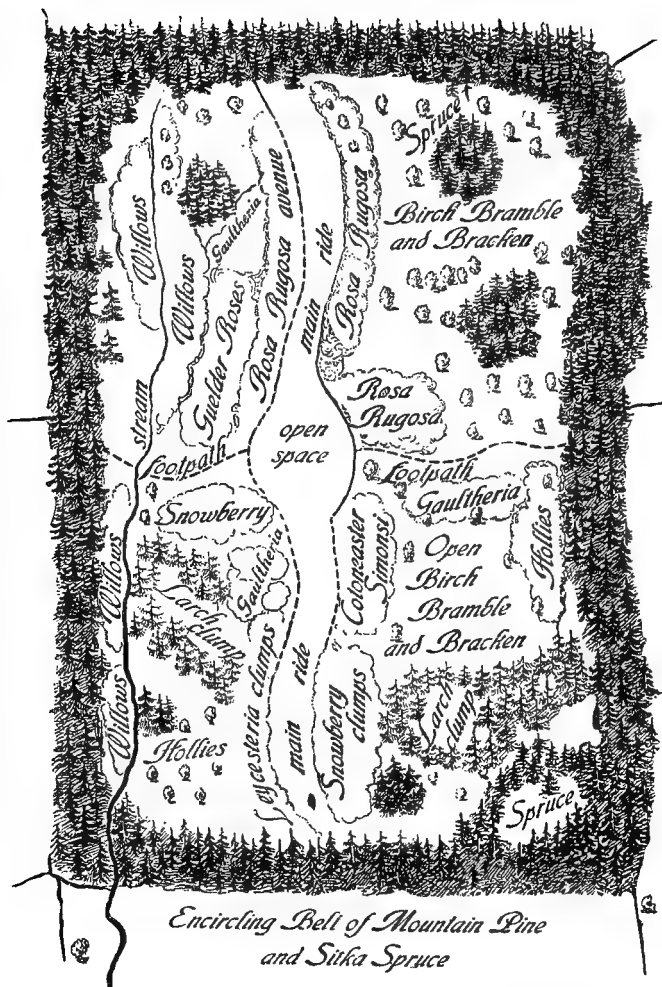 Spruce
Birch Bramble
and Bracken
Willows
Willows
Gaultheria
Guelder Roses
Rosa Rugosa avenue
main ride
Rosa Rugosa
Rosa
Rugosa
open
space
stream
footpath
footpath
Snowberry
Gaultheria
Gaultheria
Hollies
Cotoneaster
Simonsi
Open
Birch
Bramble
and Bracken
Willows
Larch
clump
Willows
Hollies
Leycesteria clumps
main ride
Snowberry
clumps
Larch
clump
Spruce
Encircling Belt of Mountain Pine
and Sitka Spruce